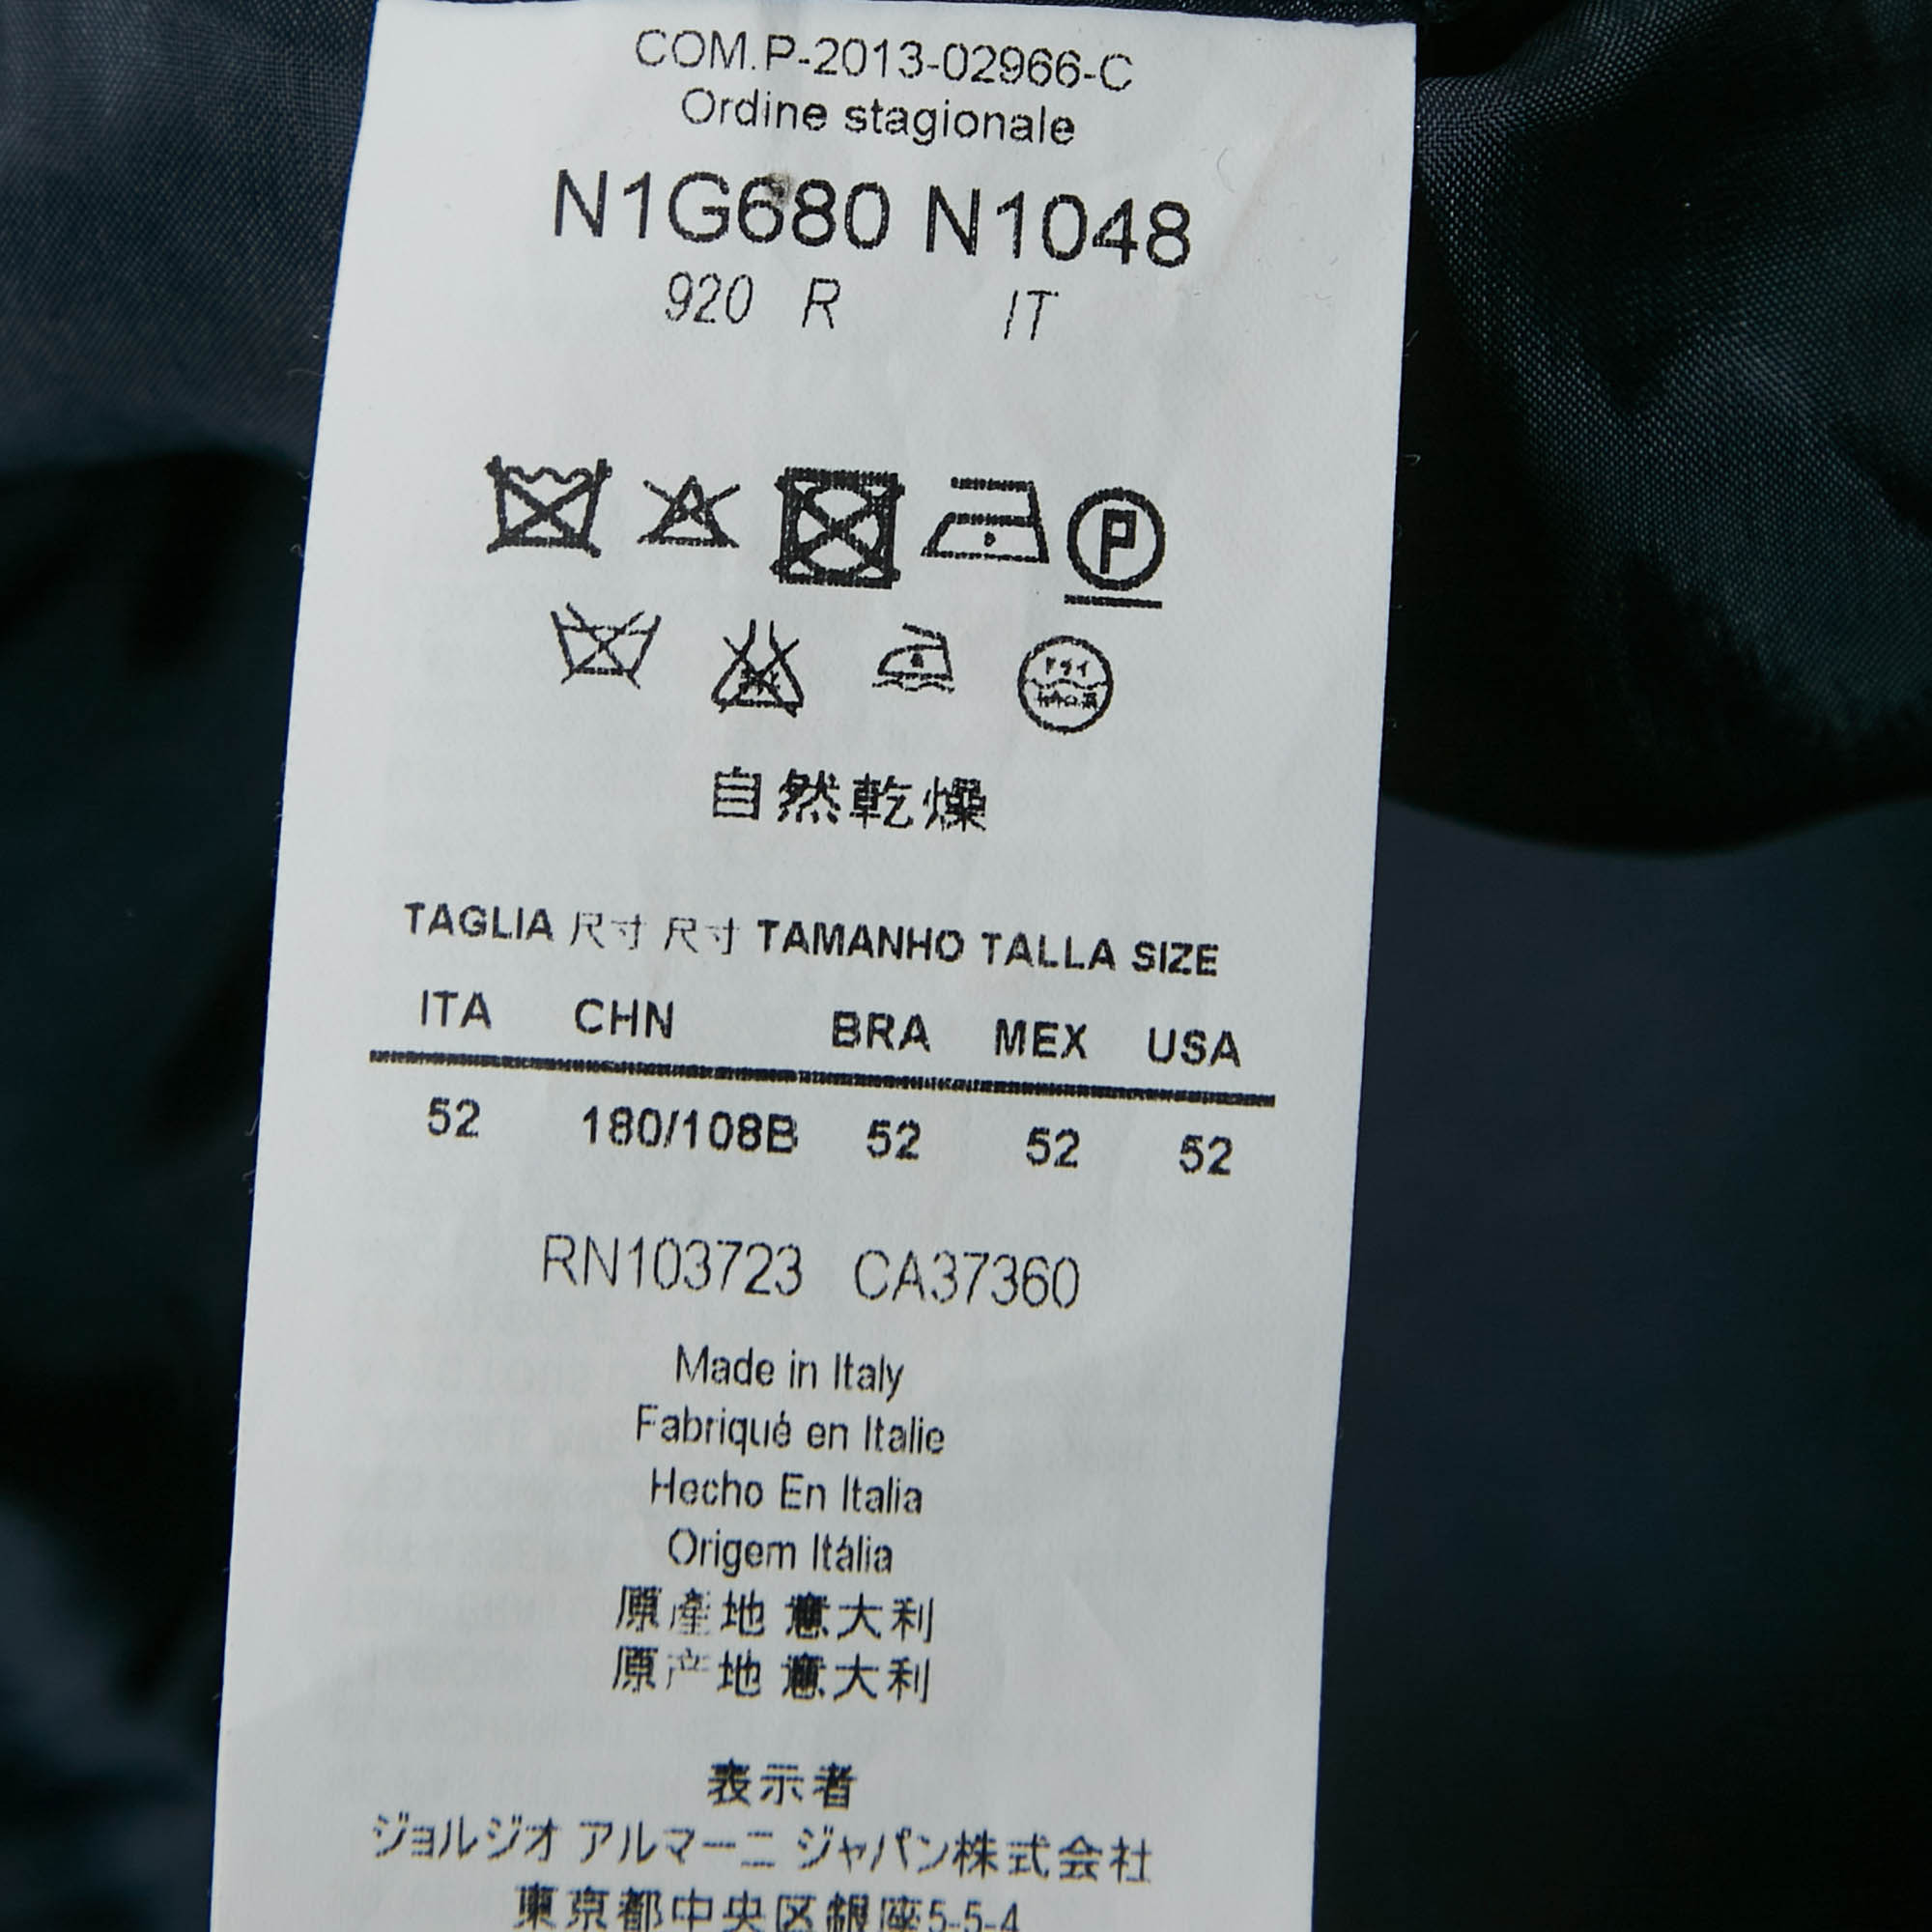 COM.P-2013-02966-C
Ordine stagionale
N1G680 N1048
920 R IT
P
ドライ
自然乾燥
TAGLIA 尺寸 尺寸 TAMANHO TALLA SIZE
ITA CHN BRA MEX USA
52 180/108B 52 52 52
RN103723 CA37360
Made in Italy
Fabriqué en Italie
Hecho En Italia
Origem Itália
原產地 意大利
原产地 意大利
表示者
ジョルジオ アルマーニ ジャパン株式会社
東京都中央区銀座5-5-4